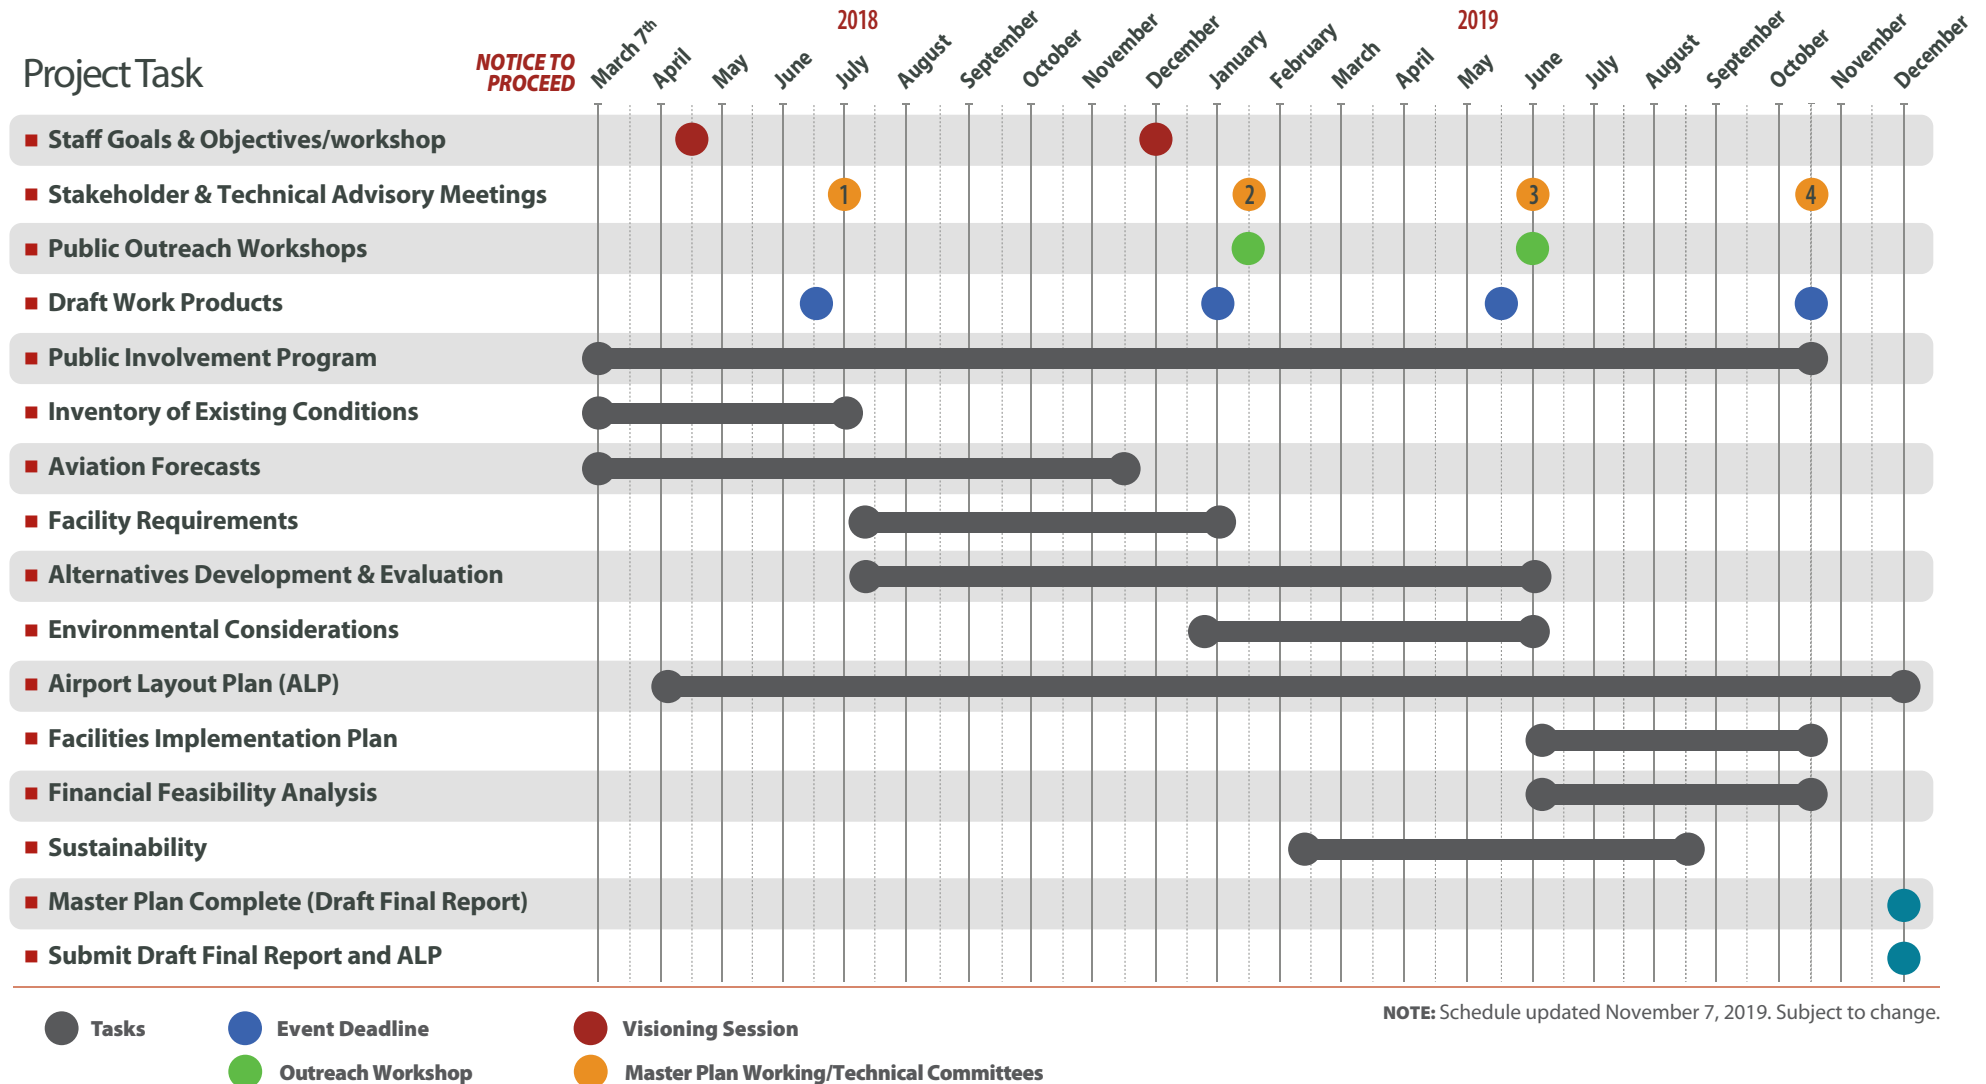 2018
2019
Project Task
NOTICE TO
PROCEED
March 7th
April
May
June
July
August
September
October
November
December
January
February
March
April
May
June
July
August
September
October
November
December
Staff Goals & Objectives/workshop
Stakeholder & Technical Advisory Meetings
1
2
3
4
Public Outreach Workshops
Draft Work Products
Public Involvement Program
Inventory of Existing Conditions
Aviation Forecasts
Facility Requirements
Alternatives Development & Evaluation
Environmental Considerations
Airport Layout Plan (ALP)
Facilities Implementation Plan
Financial Feasibility Analysis
Sustainability
Master Plan Complete (Draft Final Report)
Submit Draft Final Report and ALP
NOTE: Schedule updated November 7, 2019. Subject to change.
Tasks
Event Deadline
Visioning Session
Outreach Workshop
Master Plan Working/Technical Committees